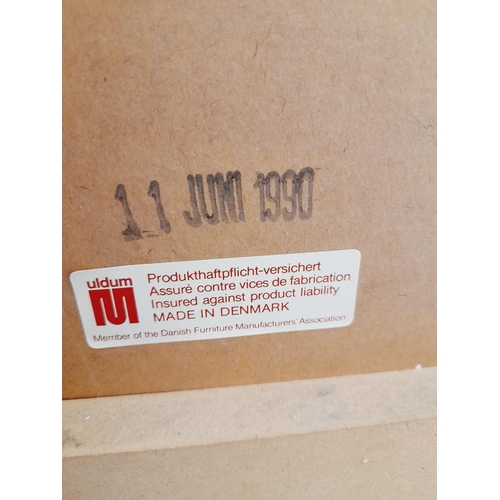 11 JUNI 1990
uldum
Produkthaftpflicht-versichert
Assuré contre vices de fabrication
Insured against product liability
MADE IN DENMARK
Member of the Danish Furniture Manufacturers' Association